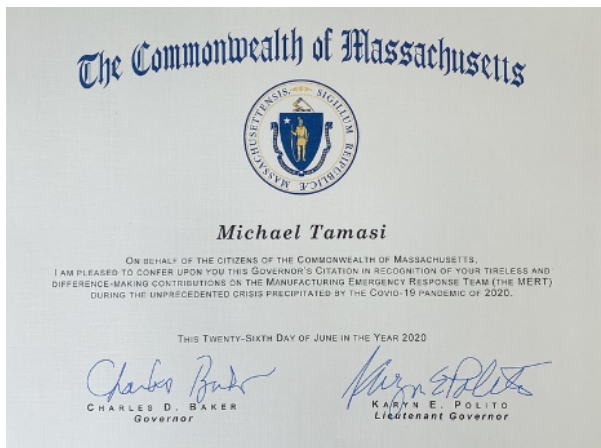 The Commonwealth of Massachusetts
SIGILLUM REIPUBLICÆ MASSACHUSETTENSIS
Michael Tamasi
ON BEHALF OF THE CITIZENS OF THE COMMONWEALTH OF MASSACHUSETTS,
I AM PLEASED TO CONFER UPON YOU THIS GOVERNOR'S CITATION IN RECOGNITION OF YOUR TIRELESS AND
DIFFERENCE-MAKING CONTRIBUTIONS ON THE MANUFACTURING EMERGENCY RESPONSE TEAM (THE MERT)
DURING THE UNPRECEDENTED CRISIS PRECIPITATED BY THE COVID-19 PANDEMIC OF 2020.
THIS TWENTY-SIXTH DAY OF JUNE IN THE YEAR 2020
Charles Baker Karyn E Polito
CHARLES D. BAKER KARYN E. POLITO
Governor Lieutenant Governor